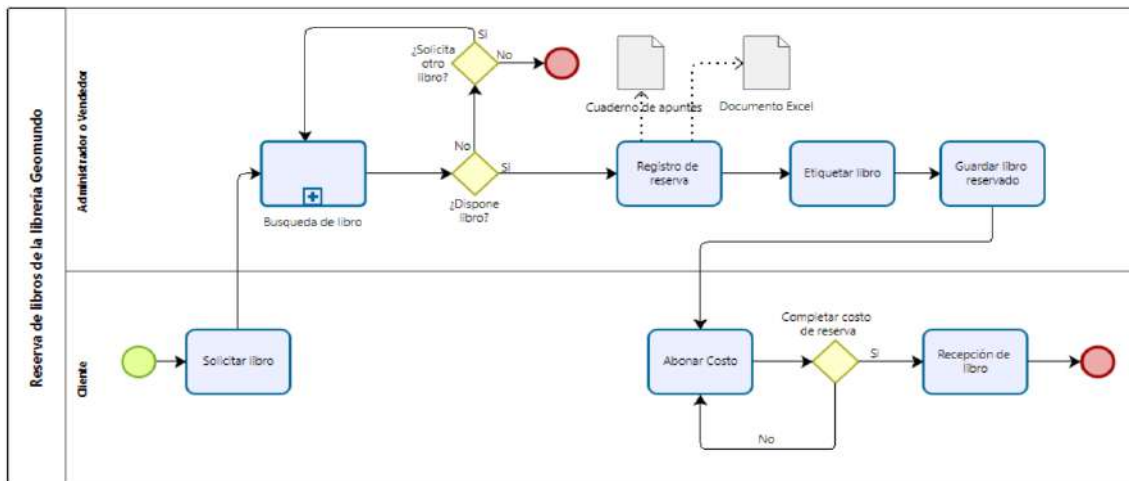 Reserva de libros de la librería Geomundo
Administrador o Vendedor
¿Solicita
otro
libro?
Si
No
Cuaderno de apuntes
Documento Excel
Busqueda de libro
No
Si
¿Dispone
libro?
Registro de
reserva
Etiquetar libro
Guardar libro
reservado
Cliente
Solicitar libro
Abonar Costo
Completar costo
de reserva
Si
No
Recepción de
libro